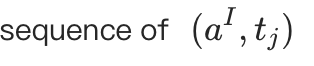 sequence of $(a^I, t_j)$